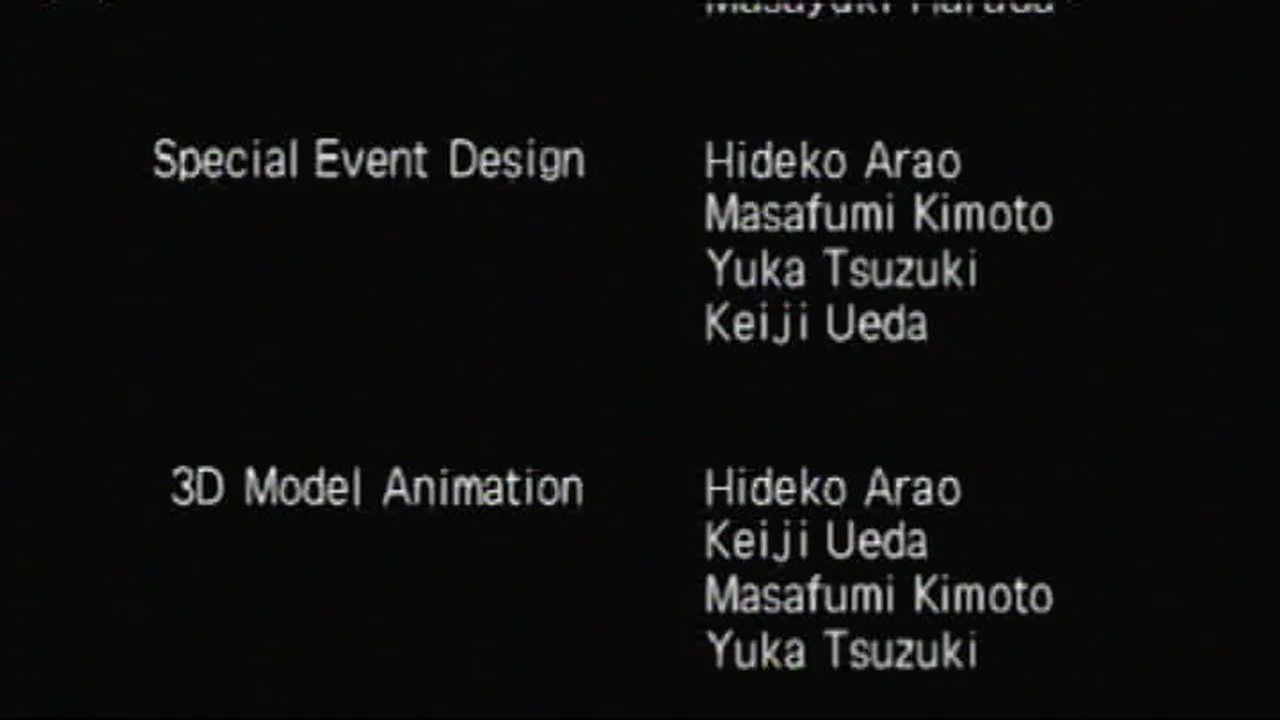 Special Event Design Hideko Arao
Masafumi Kimoto
Yuka Tsuzuki
Keiji Ueda
3D Model Animation Hideko Arao
Keiji Ueda
Masafumi Kimoto
Yuka Tsuzuki